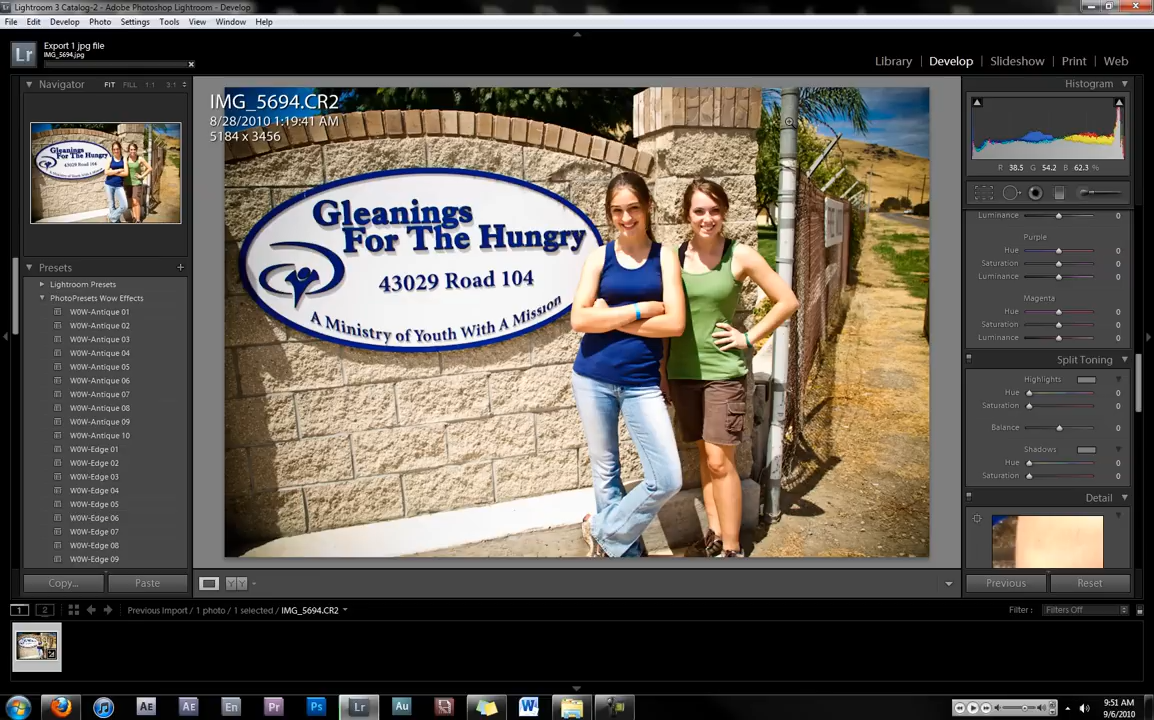 Lightroom 3 Catalog-2 - Adobe Photoshop Lightroom - Develop
File Edit Develop Photo Settings Tools View Window Help
Lr
Export 1 jpg file
IMG_5694.jpg
Library Develop Slideshow Print Web
Navigator FIT FILL 1:1 3:1
Histogram
R 38.5 G 54.2 B 62.3 %
IMG_5694.CR2
8/28/2010 1:19:41 AM
5184 x 3456
Gleanings
For The Hungry
43029 Road 104
A Ministry of Youth With A Mission
Presets
Lightroom Presets
PhotoPresets Wow Effects
WOW-Antique 01
WOW-Antique 02
WOW-Antique 03
WOW-Antique 04
WOW-Antique 05
WOW-Antique 06
WOW-Antique 07
WOW-Antique 08
WOW-Antique 09
WOW-Antique 10
WOW-Edge 01
WOW-Edge 02
WOW-Edge 03
WOW-Edge 04
WOW-Edge 05
WOW-Edge 06
WOW-Edge 07
WOW-Edge 08
WOW-Edge 09
Copy... Paste
Luminance 0
Purple
Hue 0
Saturation 0
Luminance 0
Magenta
Hue 0
Saturation 0
Luminance 0
Split Toning
Highlights
Hue 0
Saturation 0
Balance 0
Shadows
Hue 0
Saturation 0
Detail
Previous Reset
Y Y
1 2 Previous Import / 1 photo / 1 selected / IMG_5694.CR2 Filter : Filters Off
AE AE En Pr Ps Lr Au W
9:51 AM
9/6/2010